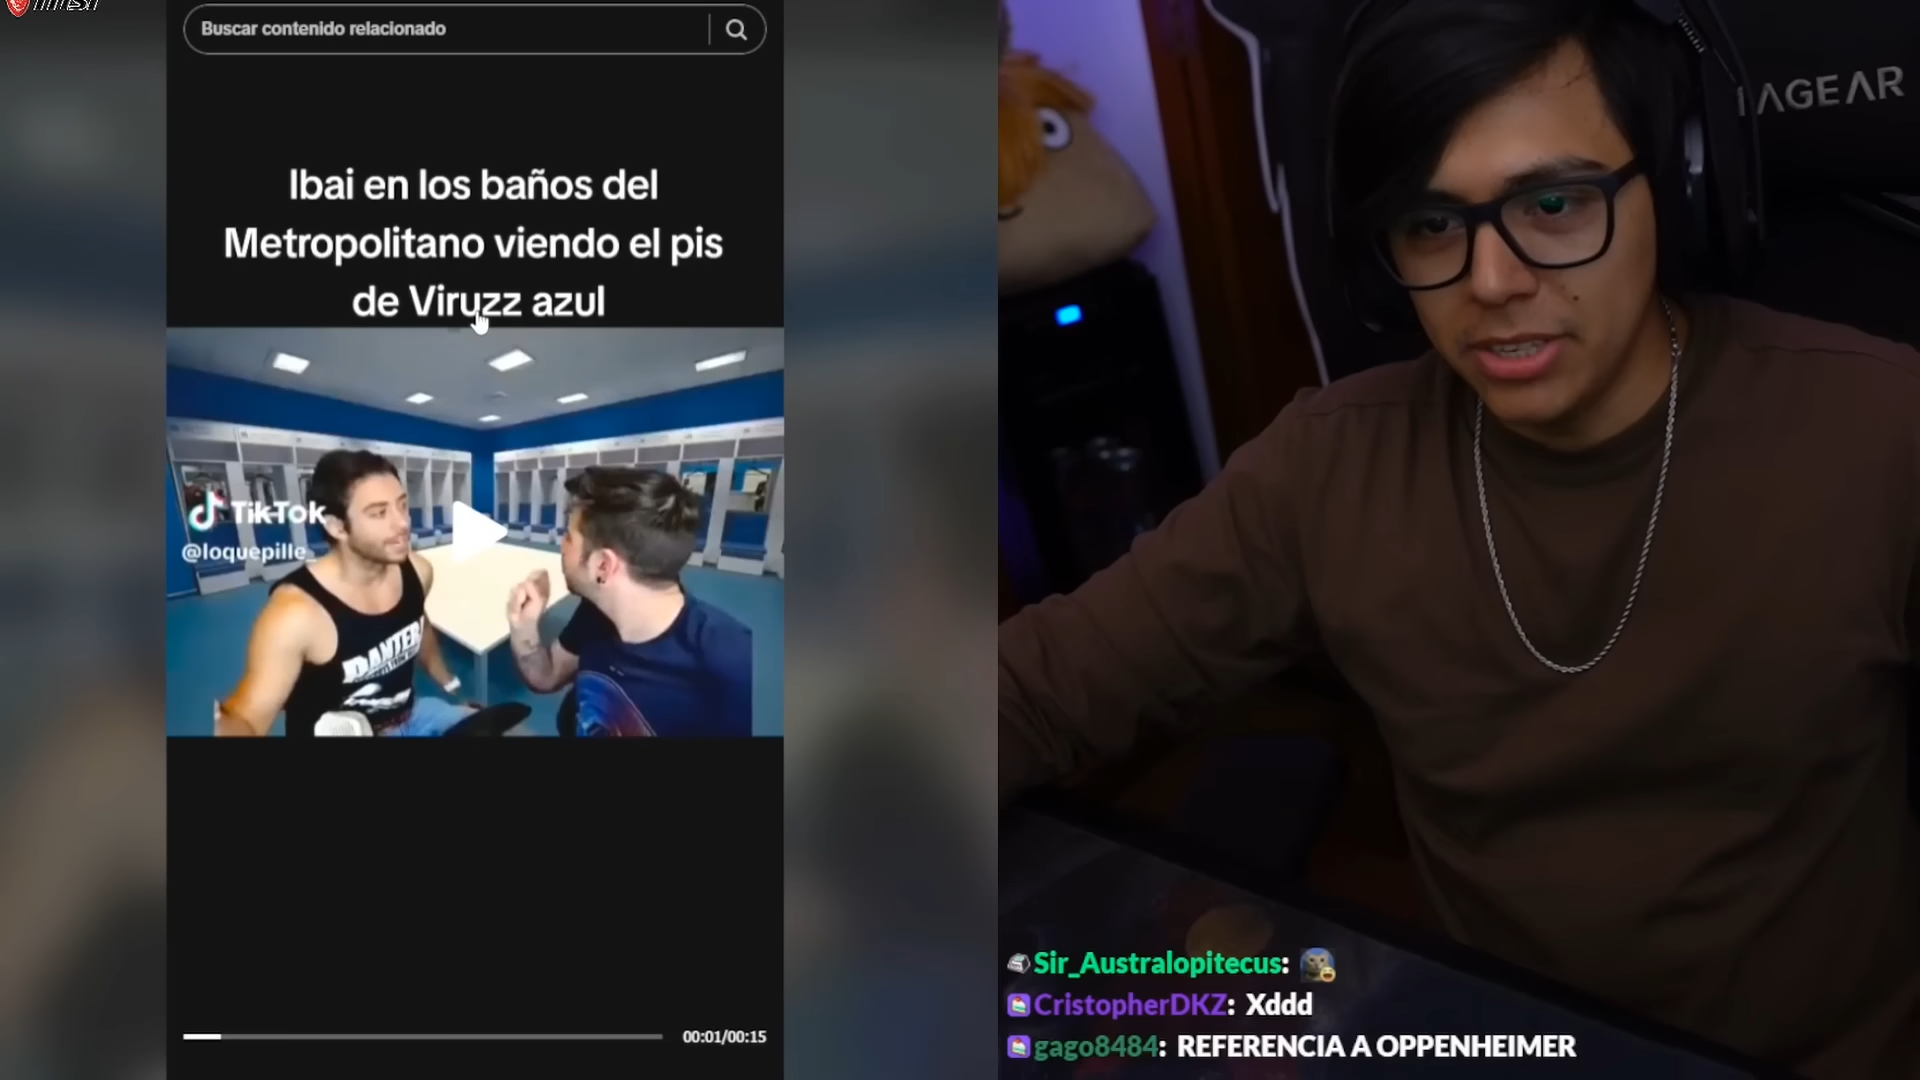 Buscar contenido relacionado
Ibai en los baños del
Metropolitano viendo el pis
de Viruzz azul
TikTok
@loquepille
PANTERA
00:01/00:15
AGEAR
Sir_Australopitecus:
CristopherDKZ: Xddd
gago8484: REFERENCIA A OPPENHEIMER